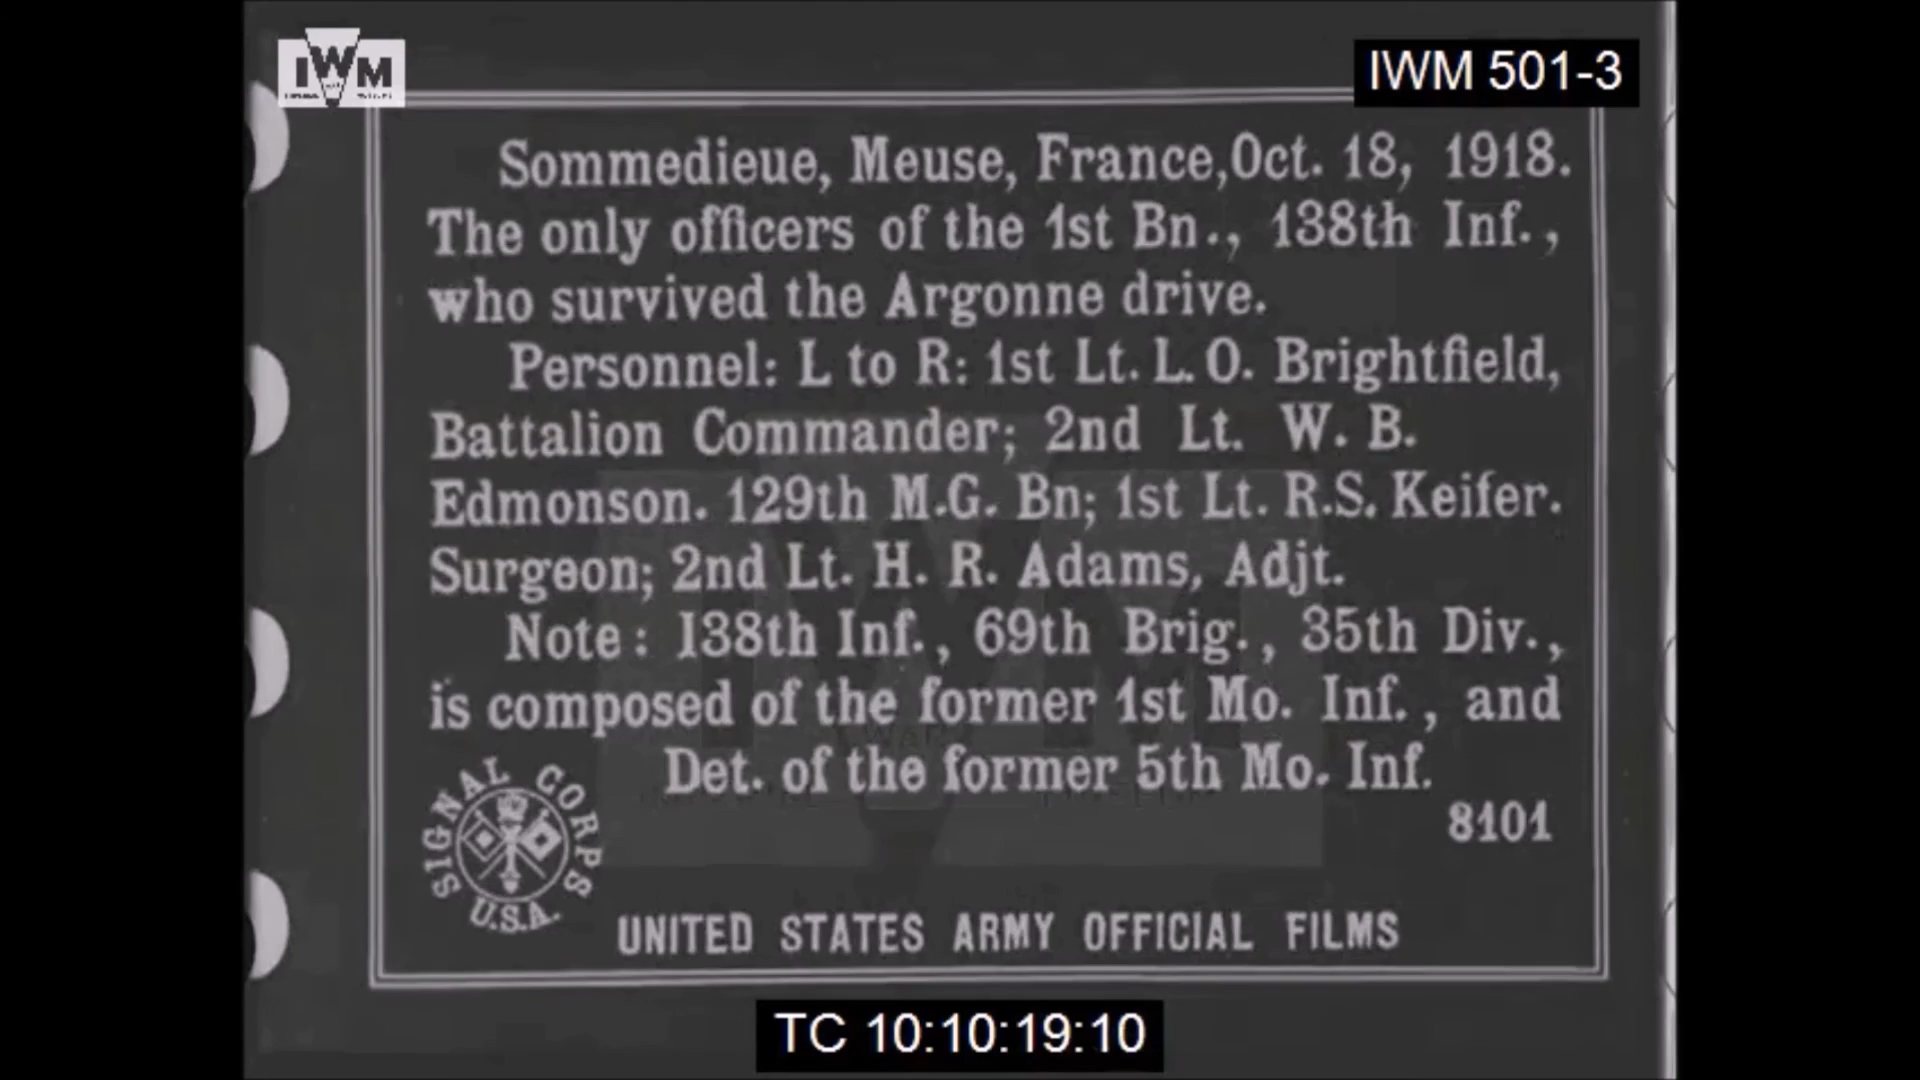 IWM
IWM 501-3
Sommedieue, Meuse, France,Oct. 18, 1918.
The only officers of the 1st Bn., 138th Inf.,
who survived the Argonne drive.
Personnel: L to R: 1st Lt. L.O. Brightfield,
Battalion Commander; 2nd Lt. W. B.
Edmonson. 129th M.G. Bn; 1st Lt. R.S. Keifer.
Surgeon; 2nd Lt. H. R. Adams, Adjt.
Note: 138th Inf., 69th Brig., 35th Div.,
is composed of the former 1st Mo. Inf., and
Det. of the former 5th Mo. Inf.
8101
SIGNAL CORPS
U.S.A.
UNITED STATES ARMY OFFICIAL FILMS
TC 10:10:19:10